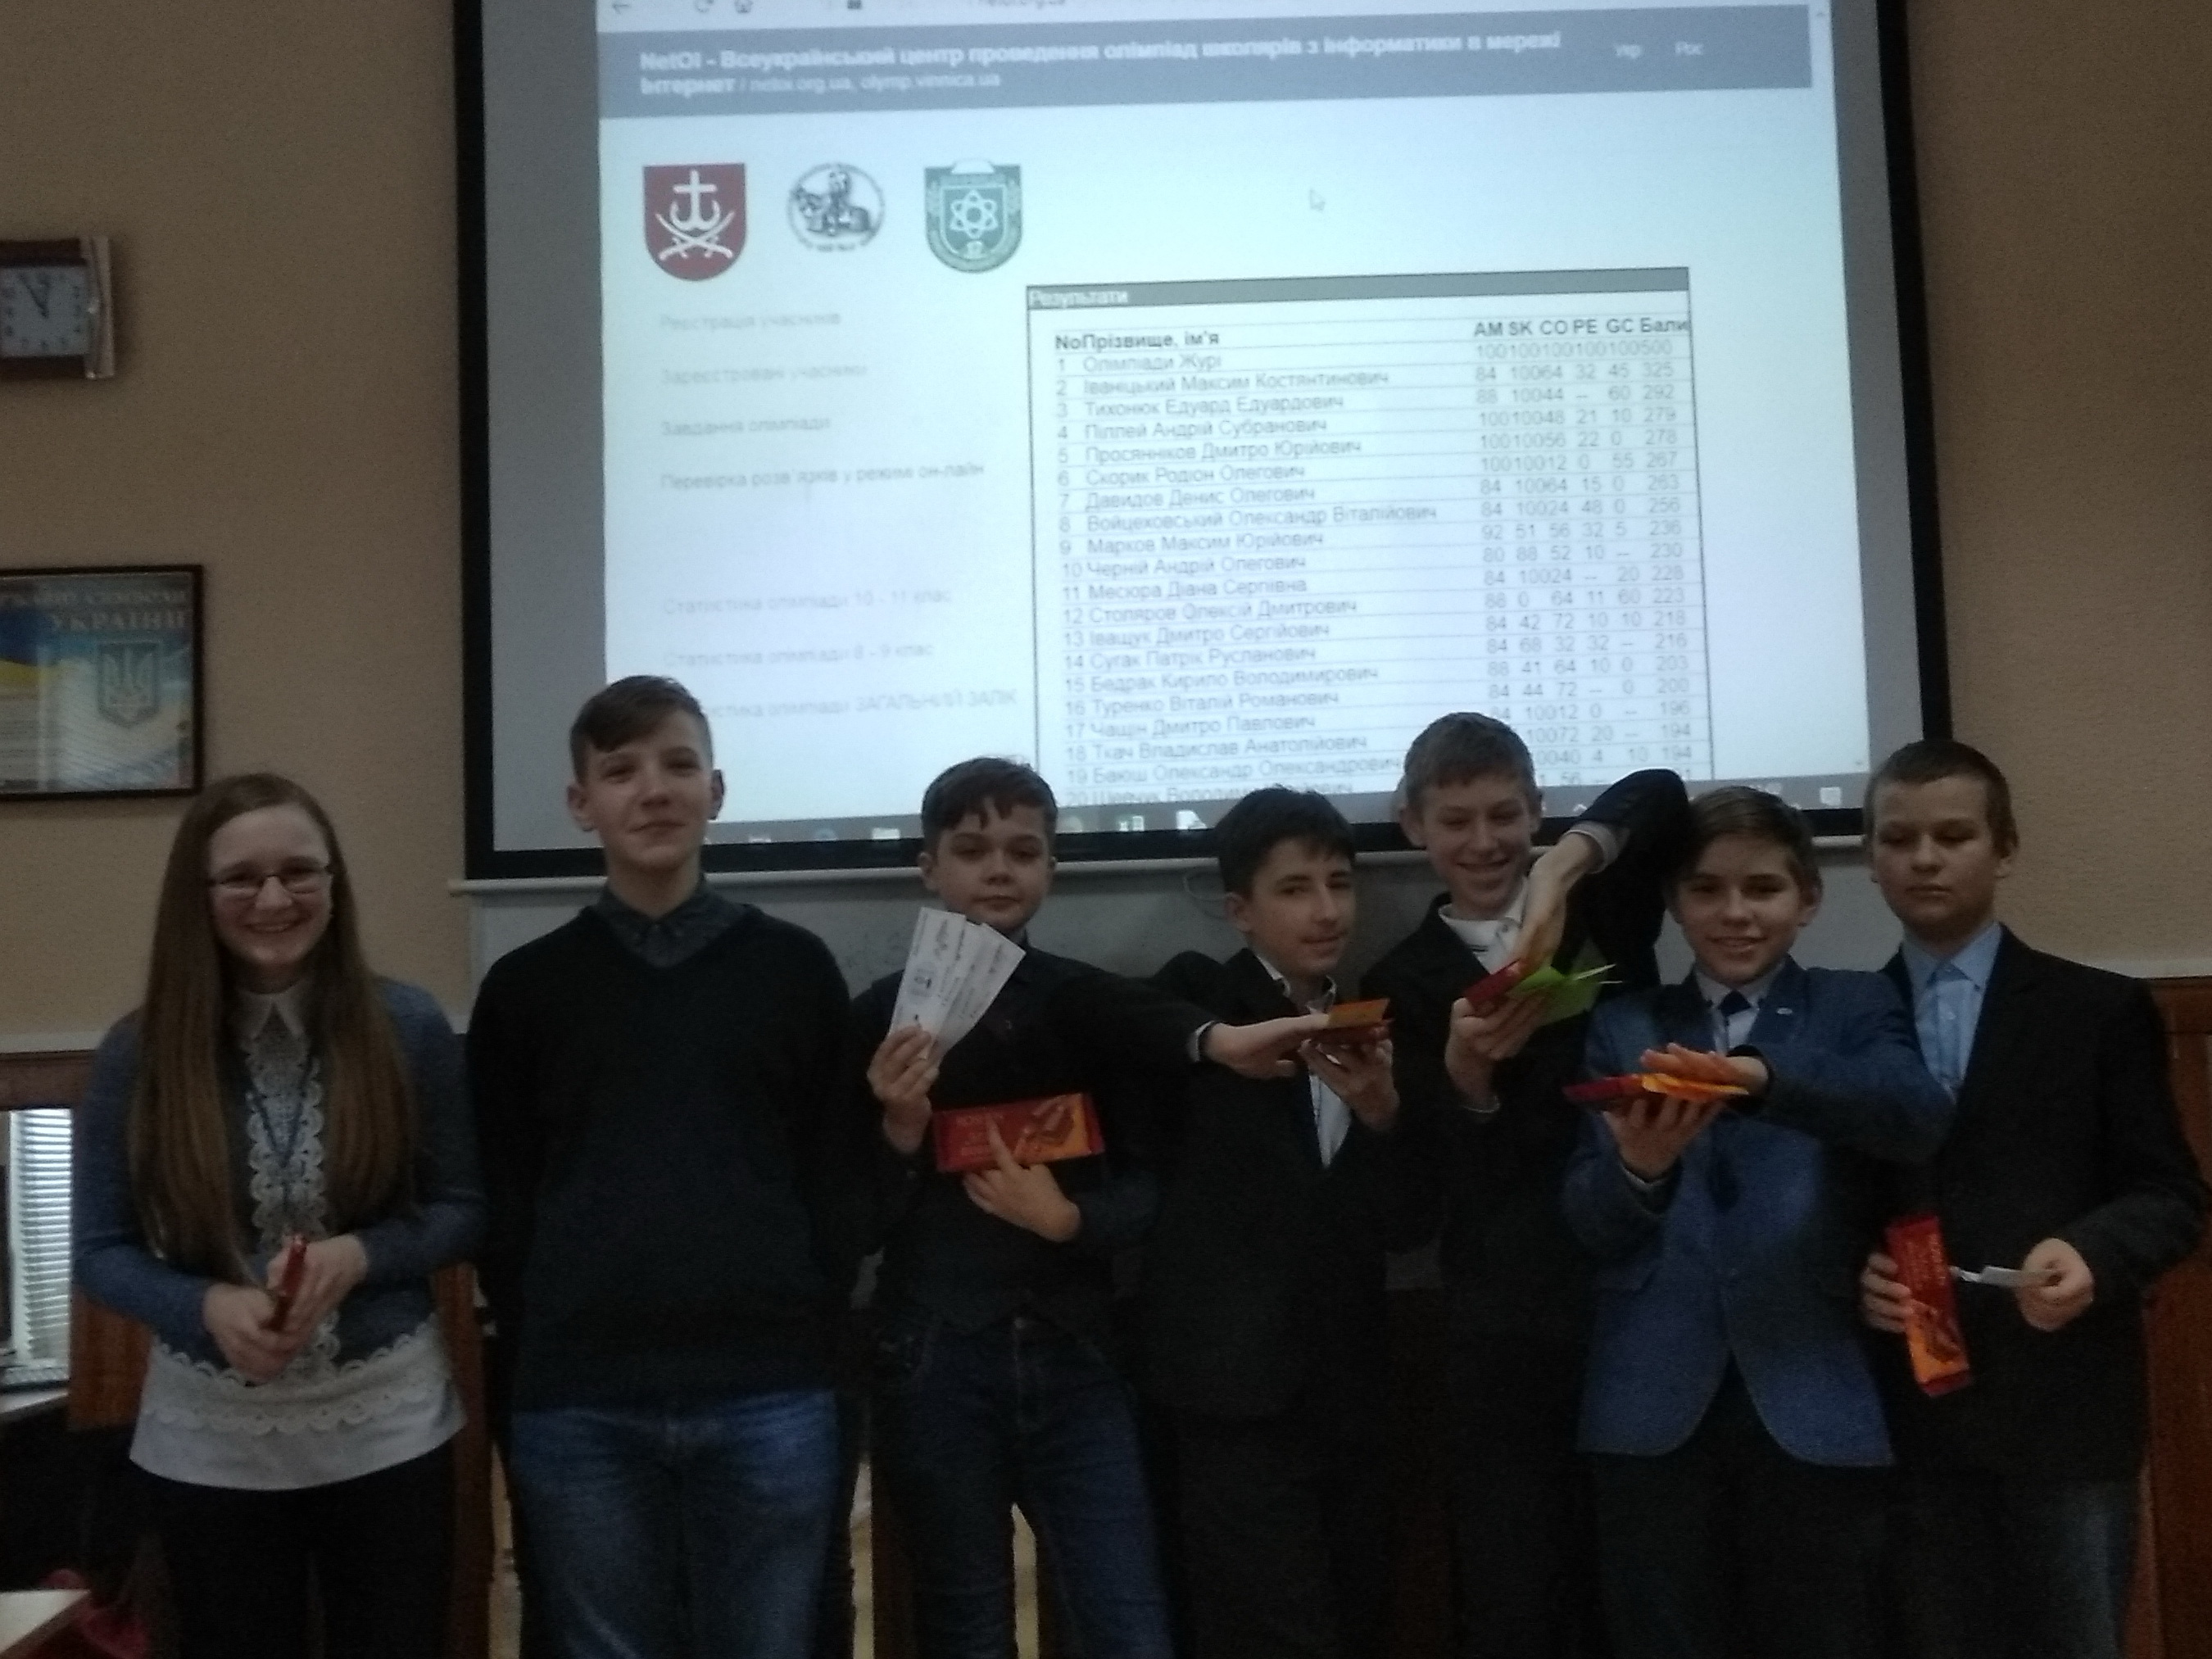 NetOI - Всеукраїнський центр проведення олімпіад школярів з інформатики в мережі
Інтернет / netoi.org.ua, olymp.vinnica.ua
Укр Рос
Реєстрація учасників
Зареєстровані учасники
Завдання олімпіади
Перевірка розв'язків у режимі он-лайн
Статистика олімпіади 10 - 11 клас
Статистика олімпіади 8 - 9 клас
олімпіади ЗАГАЛЬНИЙ ЗАЛІК
Результати
NoПрізвище, ім'я AM SK CO PE GC Бали
1 Олімпіади Журі 100100100100100500
2 Іваніцький Максим Костянтинович 84 10064 32 45 325
3 Тихонюк Едуард Едуардович 88 10044 -- 60 292
4 Піллей Андрій Субранович 10010048 21 10 279
5 Просянніков Дмитро Юрійович 10010056 22 0 278
6 Скорик Родіон Олегович 10010012 0 55 267
7 Давидов Денис Олегович 84 10064 15 0 263
8 Войцеховський Олександр Віталійович 84 10024 48 0 256
9 Марков Максим Юрійович 92 51 56 32 5 236
10 Черній Андрій Олегович 80 88 52 10 -- 230
11 Месюра Діана Сергіївна 84 10024 -- 20 228
12 Столяров Олексій Дмитрович 88 0 64 11 60 223
13 Іващук Дмитро Сергійович 84 42 72 10 10 218
14 Сугак Патрік Русланович 84 68 32 32 -- 216
15 Бедрак Кирило Володимирович 88 41 64 10 0 203
16 Туренко Віталій Романович 84 44 72 -- 0 200
17 Чащін Дмитро Павлович 84 10012 0 -- 196
18 Ткач Владислав Анатолійович 10072 20 -- 194
19 Баюш Олександр Олександрович 4 10 194
20 Шевчук
СИМВОЛИ
УКРАЇНИ